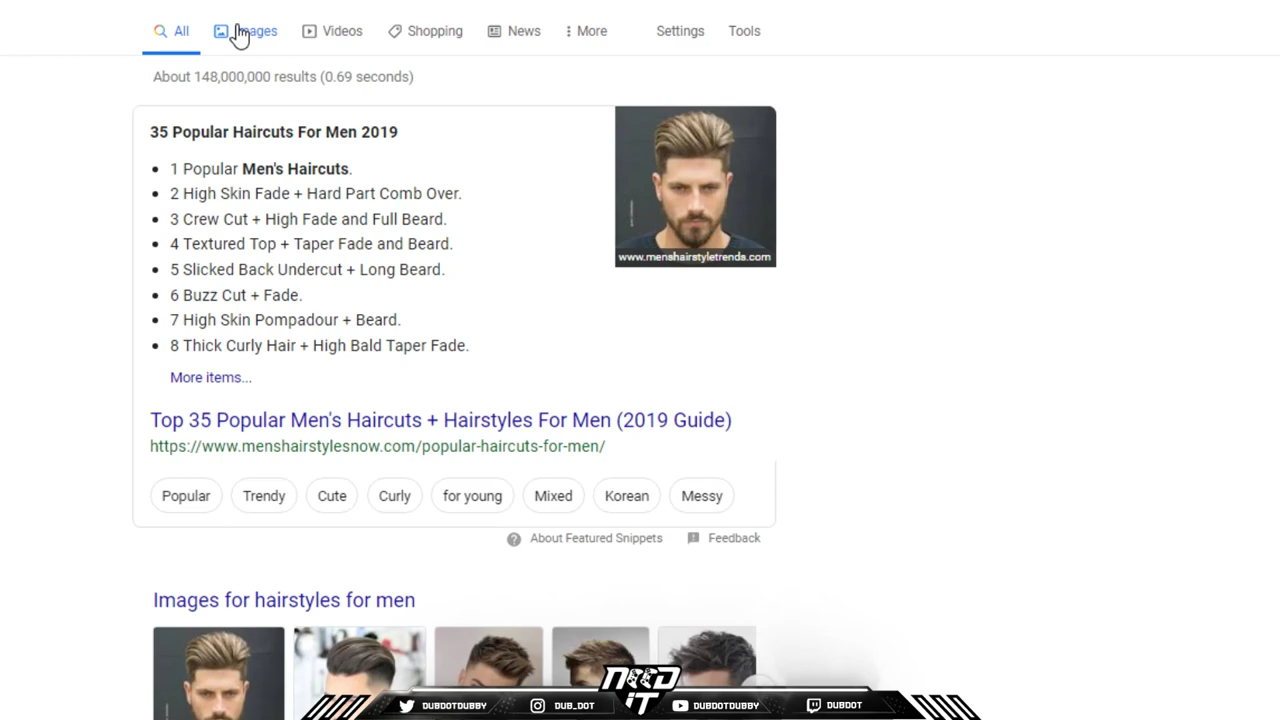 All Images Videos Shopping News More Settings Tools
About 148,000,000 results (0.69 seconds)
35 Popular Haircuts For Men 2019
1 Popular Men's Haircuts.
2 High Skin Fade + Hard Part Comb Over.
3 Crew Cut + High Fade and Full Beard.
4 Textured Top + Taper Fade and Beard.
5 Slicked Back Undercut + Long Beard.
6 Buzz Cut + Fade.
7 High Skin Pompadour + Beard.
8 Thick Curly Hair + High Bald Taper Fade.
More items...
www.menshairstyletrends.com
Top 35 Popular Men's Haircuts + Hairstyles For Men (2019 Guide)
https://www.menshairstylesnow.com/popular-haircuts-for-men/
Popular Trendy Cute Curly for young Mixed Korean Messy
About Featured Snippets Feedback
Images for hairstyles for men
NEED
IT
DUBDOTDUBBY DUB_DOT DUBDOTDUBBY DUBDOT